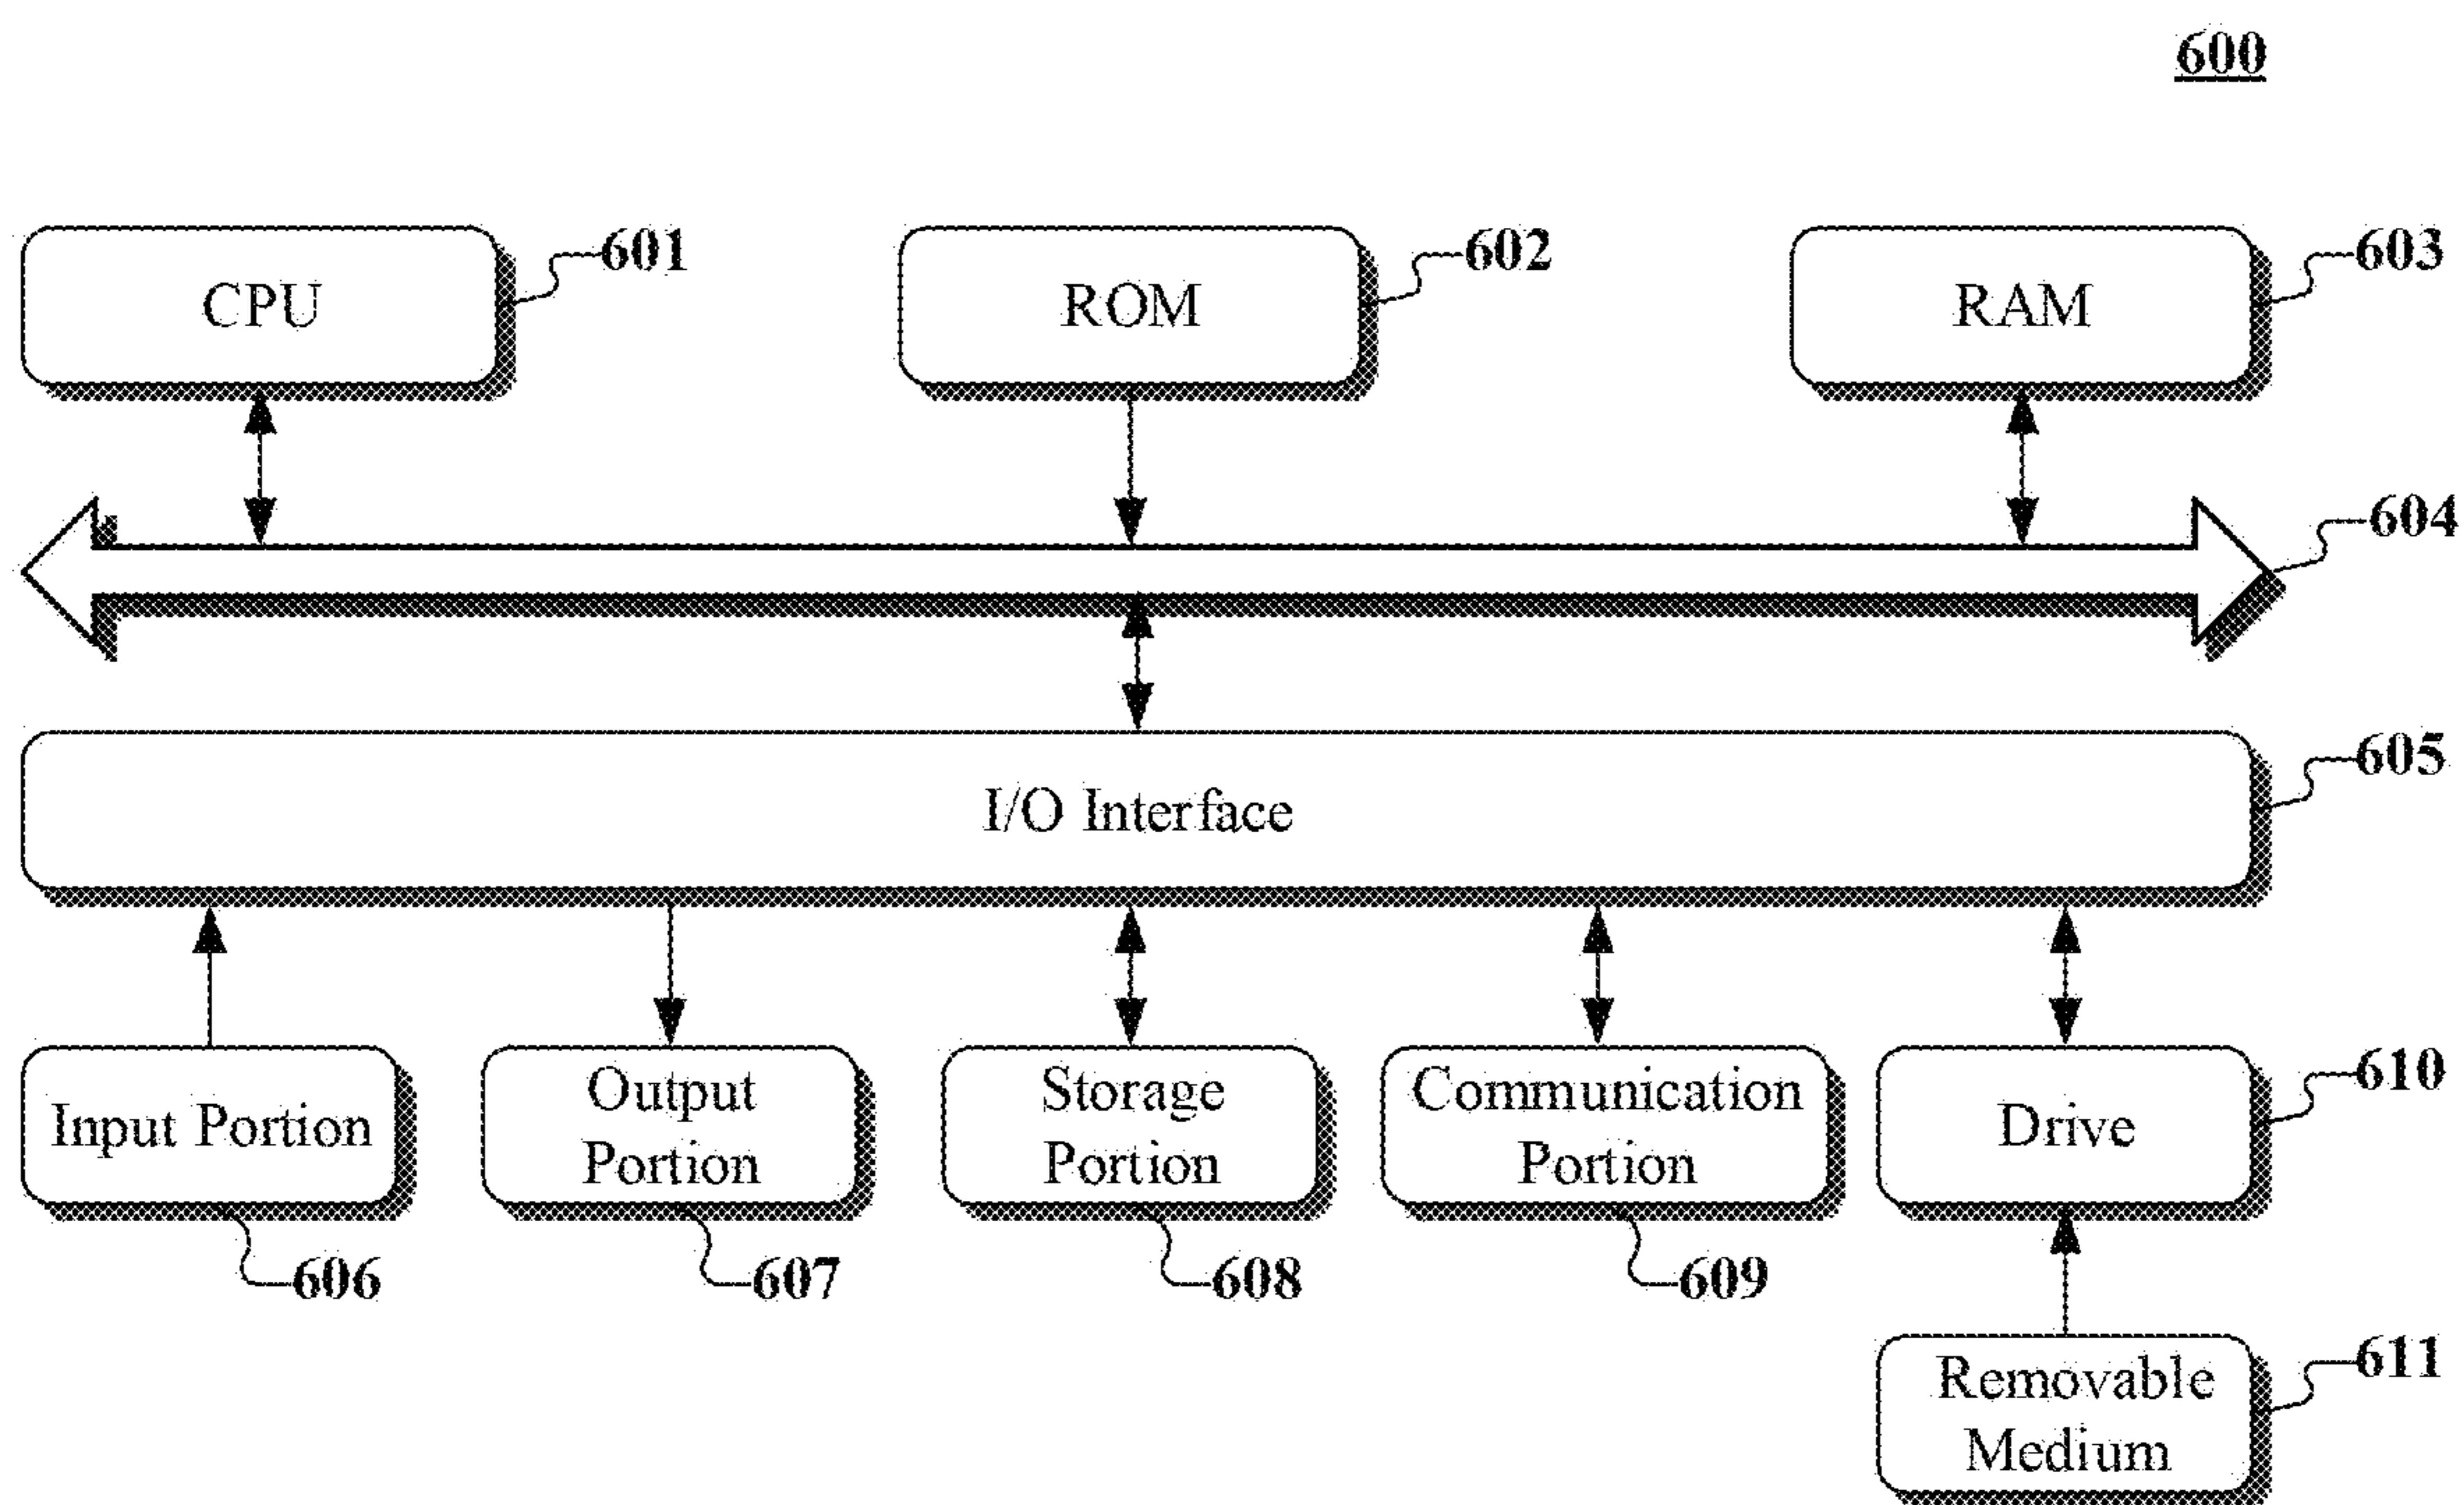 600
CPU
601
ROM
602
RAM
603
604
I/O Interface
605
Input Portion
606
Output
Portion
607
Storage
Portion
608
Communication
Portion
609
Drive
610
Removable
Medium
611